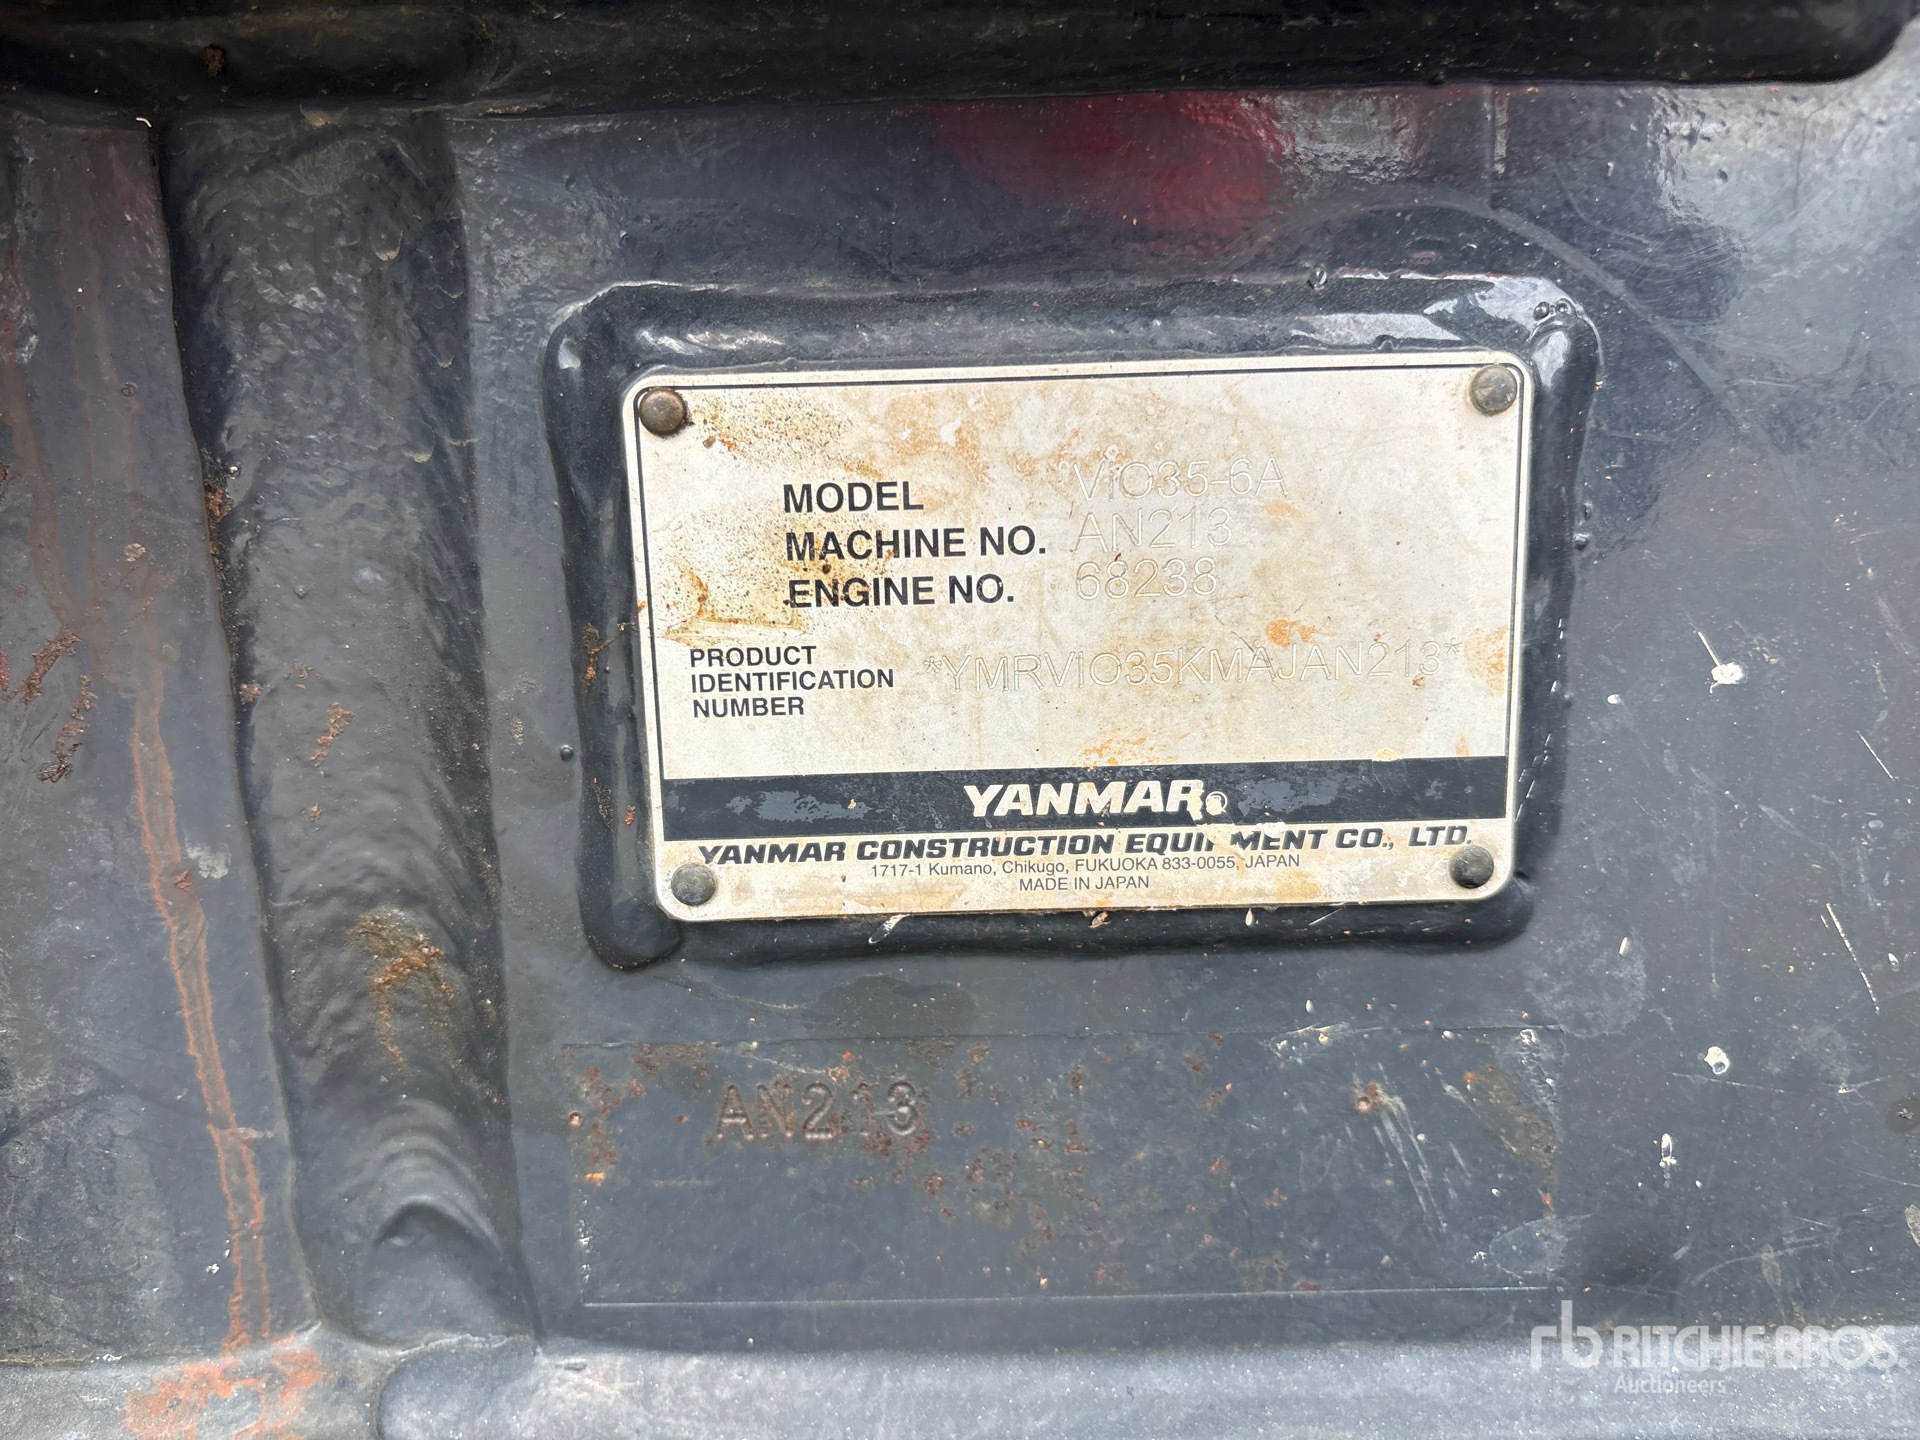 MODEL ViO35-6A
MACHINE NO. AN213
ENGINE NO. 68238
PRODUCT
IDENTIFICATION
NUMBER
*YMRVIO35KMAJAN213*
YANMAR
YANMAR CONSTRUCTION EQUIPMENT CO., LTD.
1717-1 Kumano, Chikugo, FUKUOKA 833-0055, JAPAN
MADE IN JAPAN
AN213
rb RITCHIE BROS.
Auctioneers